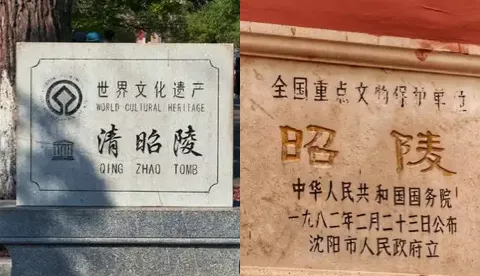 世界文化遗产
WORLD CULTURAL HERITAGE
清昭陵
QING ZHAO TOMB
全国重点文物保护单位
昭陵
中华人民共和国国务院
一九八二年二月二十三日公布
沈阳市人民政府立